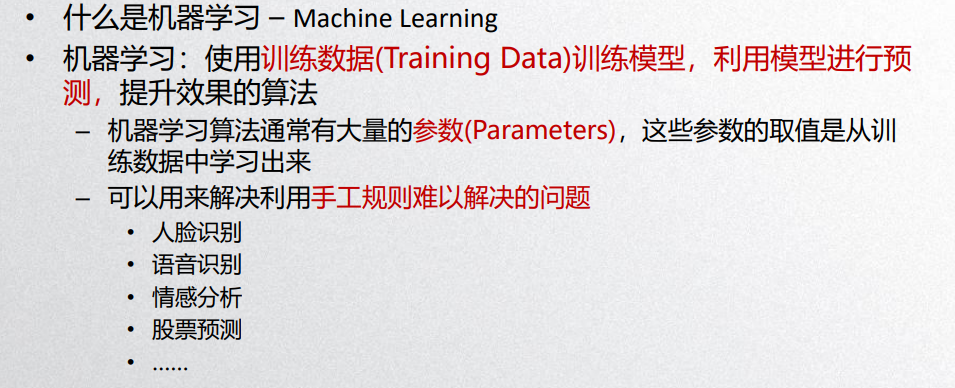 • 什么是机器学习 – Machine Learning
• 机器学习：使用训练数据(Training Data)训练模型，利用模型进行预
测，提升效果的算法
– 机器学习算法通常有大量的参数(Parameters)，这些参数的取值是从训
练数据中学习出来
– 可以用来解决利用手工规则难以解决的问题
• 人脸识别
• 语音识别
• 情感分析
• 股票预测
• ......